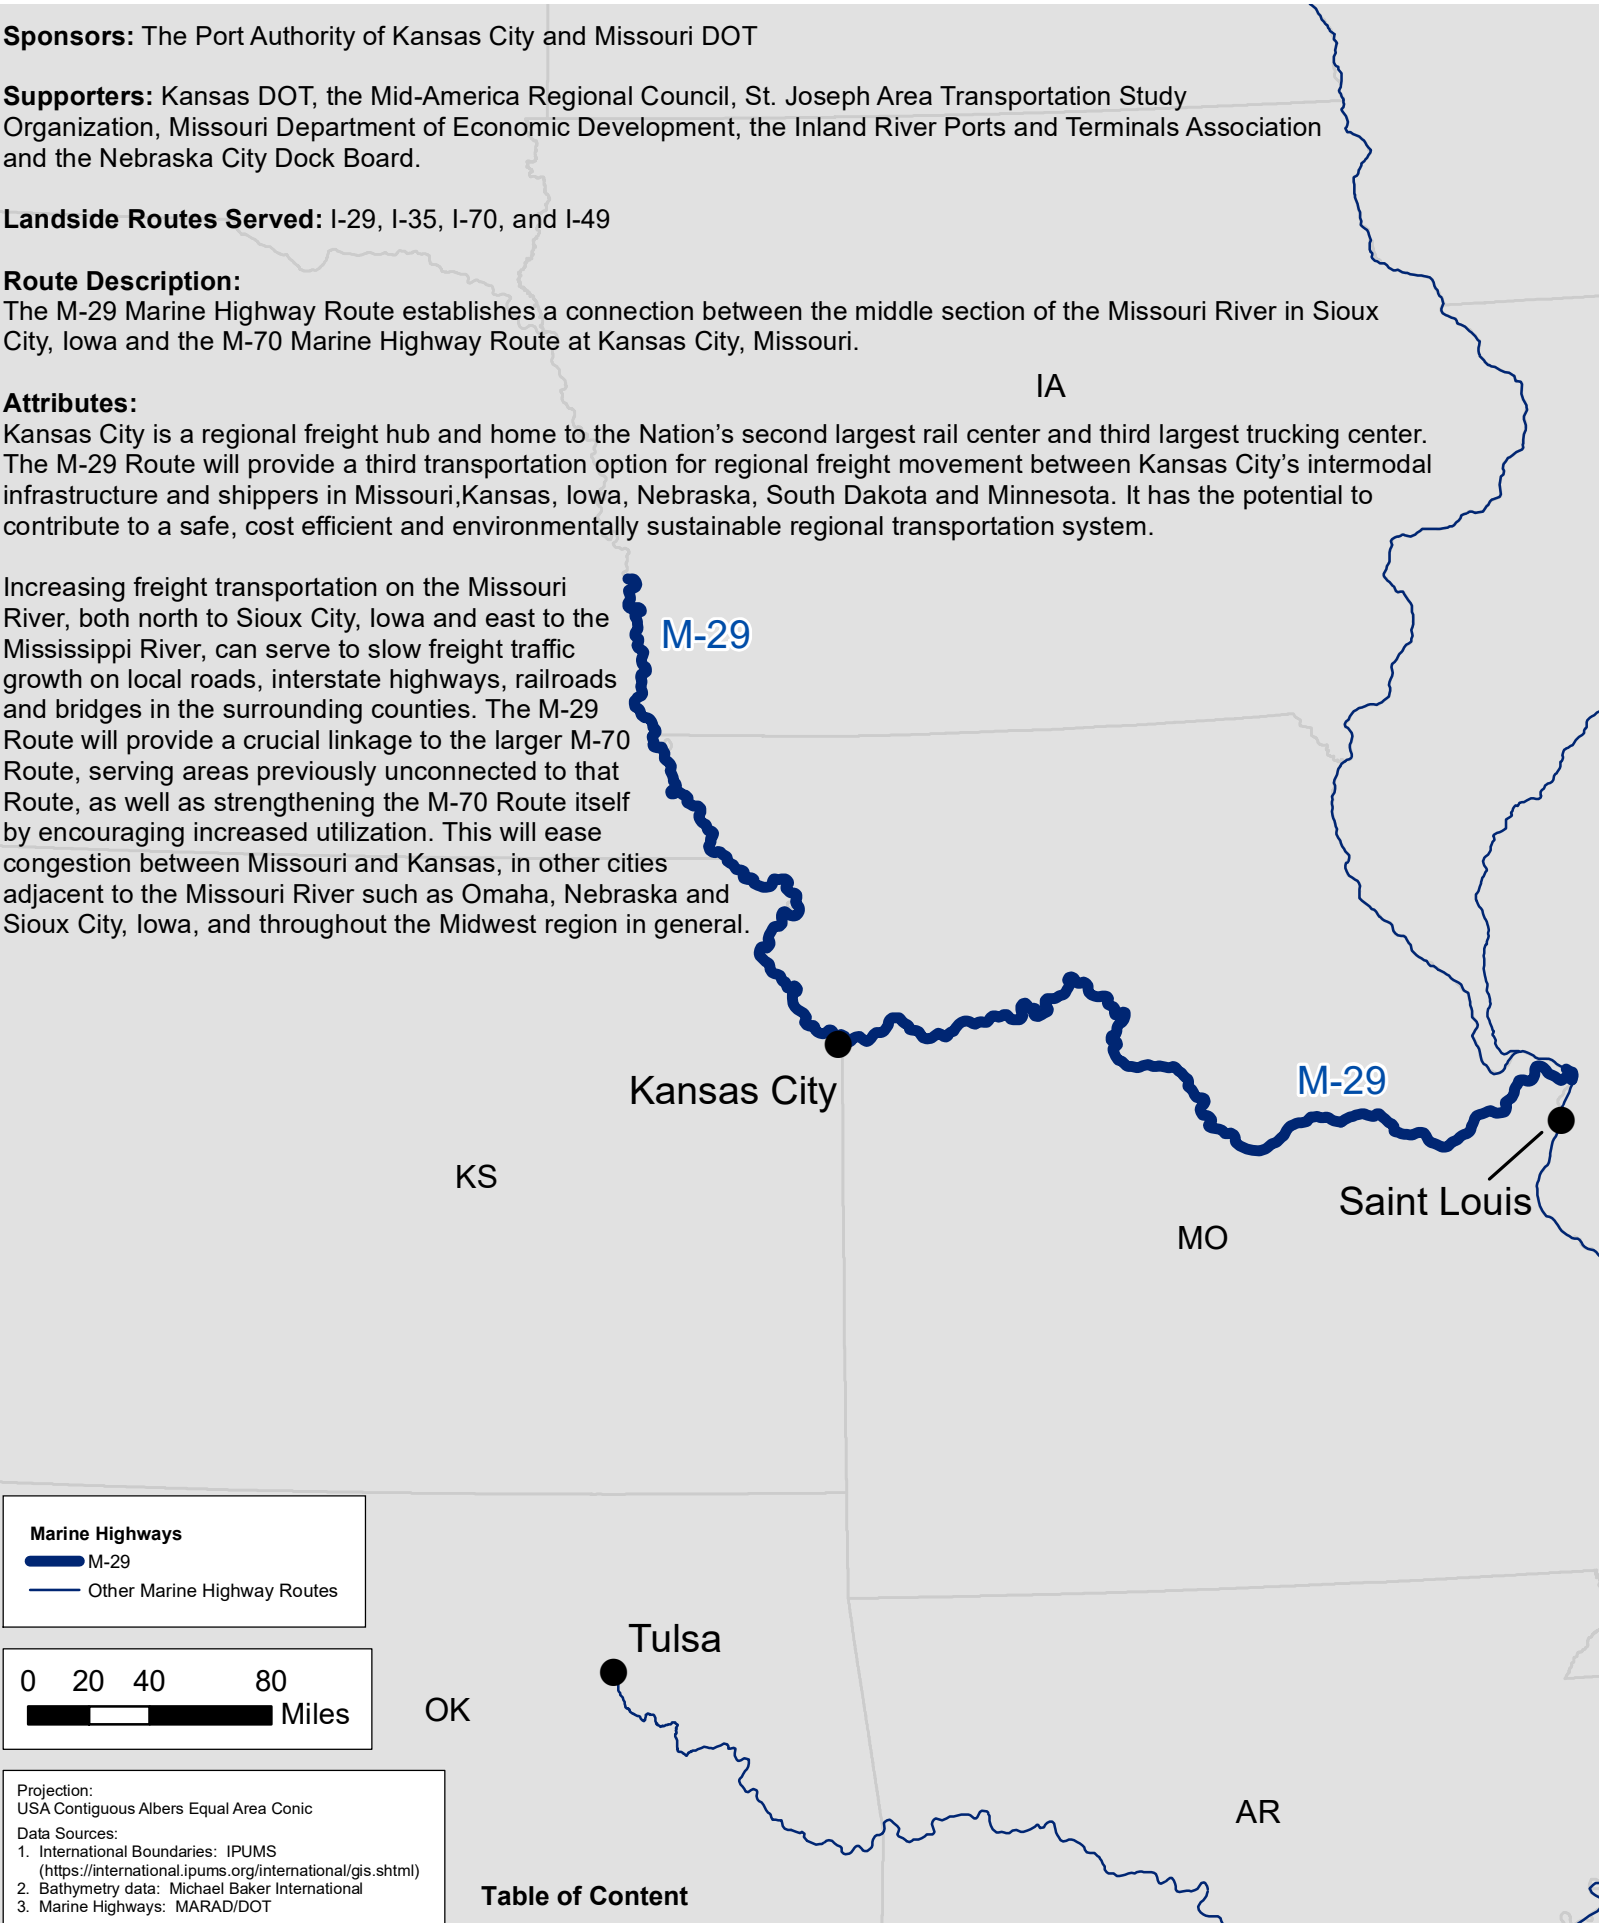 Sponsors: The Port Authority of Kansas City and Missouri DOT
Supporters: Kansas DOT, the Mid-America Regional Council, St. Joseph Area Transportation Study
Organization, Missouri Department of Economic Development, the Inland River Ports and Terminals Association
and the Nebraska City Dock Board.
Landside Routes Served: I-29, I-35, I-70, and I-49
Route Description:
The M-29 Marine Highway Route establishes a connection between the middle section of the Missouri River in Sioux
City, Iowa and the M-70 Marine Highway Route at Kansas City, Missouri.
IA
Attributes:
Kansas City is a regional freight hub and home to the Nation’s second largest rail center and third largest trucking center.
The M-29 Route will provide a third transportation option for regional freight movement between Kansas City’s intermodal
infrastructure and shippers in Missouri,Kansas, Iowa, Nebraska, South Dakota and Minnesota. It has the potential to
contribute to a safe, cost efficient and environmentally sustainable regional transportation system.
Increasing freight transportation on the Missouri
River, both north to Sioux City, Iowa and east to the
Mississippi River, can serve to slow freight traffic
growth on local roads, interstate highways, railroads
and bridges in the surrounding counties. The M-29
Route will provide a crucial linkage to the larger M-70
Route, serving areas previously unconnected to that
Route, as well as strengthening the M-70 Route itself
by encouraging increased utilization. This will ease
congestion between Missouri and Kansas, in other cities
adjacent to the Missouri River such as Omaha, Nebraska and
Sioux City, Iowa, and throughout the Midwest region in general.
M-29
Kansas City
M-29
KS
Saint Louis
MO
Marine Highways
M-29
Other Marine Highway Routes
Tulsa
0 20 40 80
Miles
OK
Projection:
USA Contiguous Albers Equal Area Conic
Data Sources:
1. International Boundaries: IPUMS
(https://international.ipums.org/international/gis.shtml)
2. Bathymetry data: Michael Baker International
3. Marine Highways: MARAD/DOT
AR
Table of Content